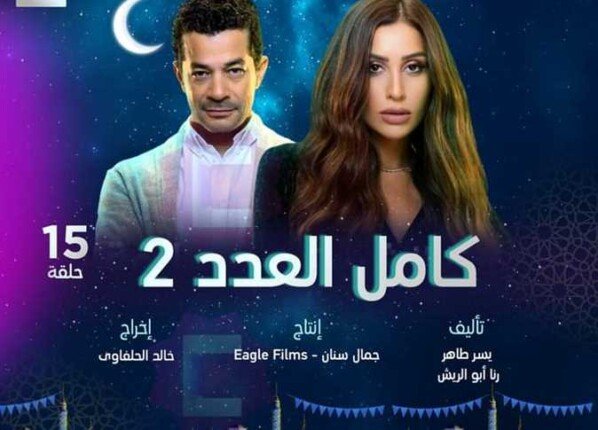 15
حلقة
كامل العدد 2
تأليف
يسر طاهر
رنا أبو الريش
إنتاج
جمال سنان - Eagle Films
إخراج
خالد الحلفاوى